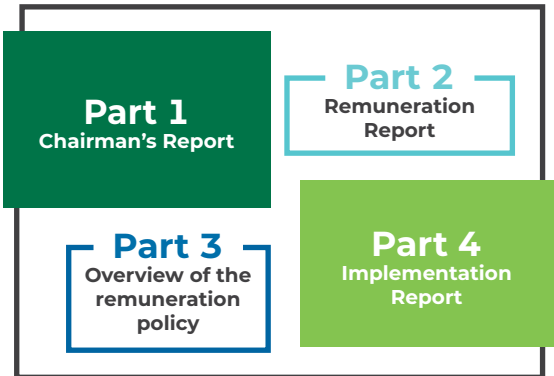 Part 1
Chairman's Report
Part 2
Remuneration
Report
Part 3
Overview of the
remuneration
policy
Part 4
Implementation
Report